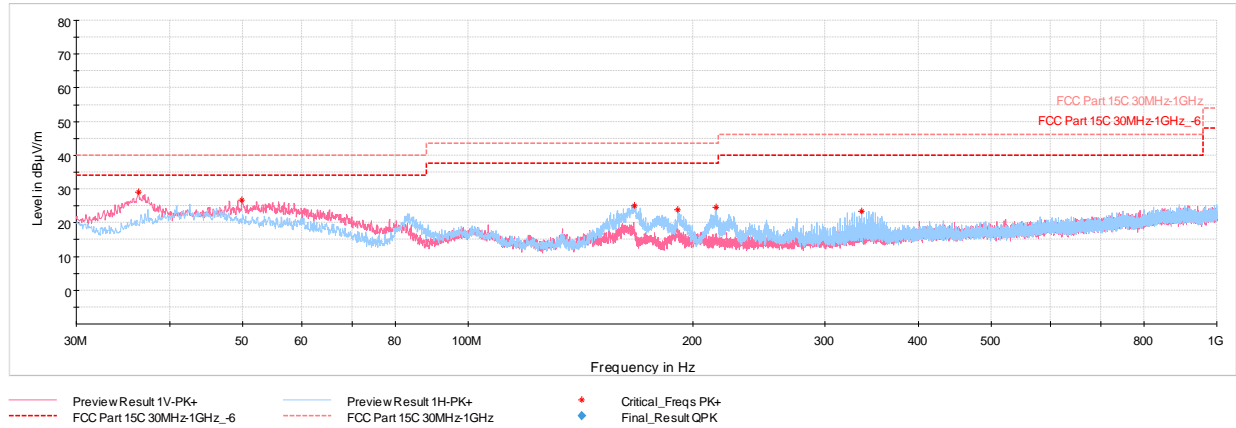 80
70
60
50
40
30
20
10
0
Level in dBµV/m
FCC Part 15C 30MHz-1GHz
FCC Part 15C 30MHz-1GHz_-6
30M 50 60 80 100M 200 300 400 500 800 1G
Frequency in Hz
Preview Result 1V-PK+ Preview Result 1H-PK+ Critical_Freqs PK+
FCC Part 15C 30MHz-1GHz_-6 FCC Part 15C 30MHz-1GHz Final_Result QPK